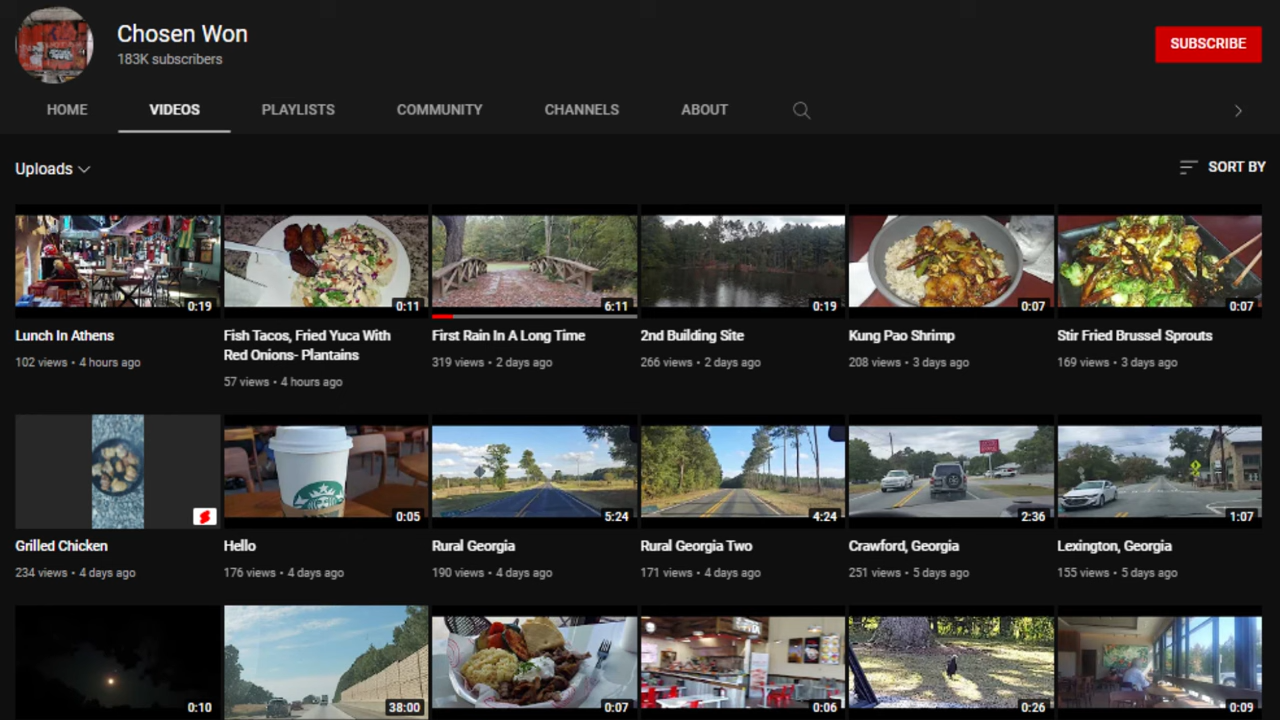 Chosen Won
183K subscribers
SUBSCRIBE
HOME VIDEOS PLAYLISTS COMMUNITY CHANNELS ABOUT
Uploads
SORT BY
0:19 0:11 6:11 0:19 0:07 0:07
Lunch In Athens
102 views • 4 hours ago
Fish Tacos, Fried Yuca With
Red Onions- Plantains
57 views • 4 hours ago
First Rain In A Long Time
319 views • 2 days ago
2nd Building Site
266 views • 2 days ago
Kung Pao Shrimp
208 views • 3 days ago
Stir Fried Brussel Sprouts
169 views • 3 days ago
0:05 5:24 4:24 2:36 1:07
Grilled Chicken
234 views • 4 days ago
Hello
176 views • 4 days ago
Rural Georgia
190 views • 4 days ago
Rural Georgia Two
171 views • 4 days ago
Crawford, Georgia
251 views • 5 days ago
Lexington, Georgia
155 views • 5 days ago
0:10 38:00 0:07 0:06 0:26 0:09